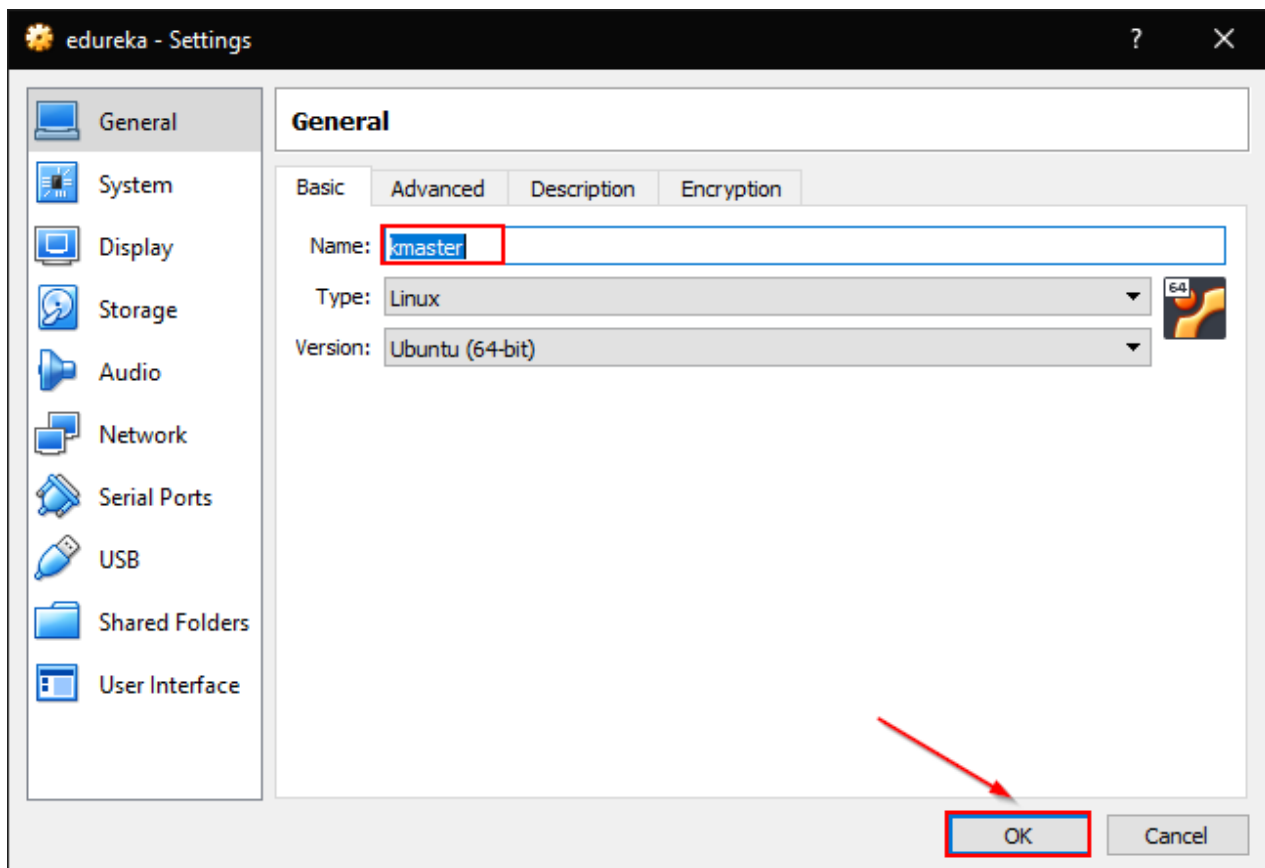 edureka - Settings
?
General
System
Display
Storage
Audio
Network
Serial Ports
USB
Shared Folders
User Interface
General
Basic Advanced Description Encryption
Name: kmaster
Type: Linux
64
Version: Ubuntu (64-bit)
OK Cancel